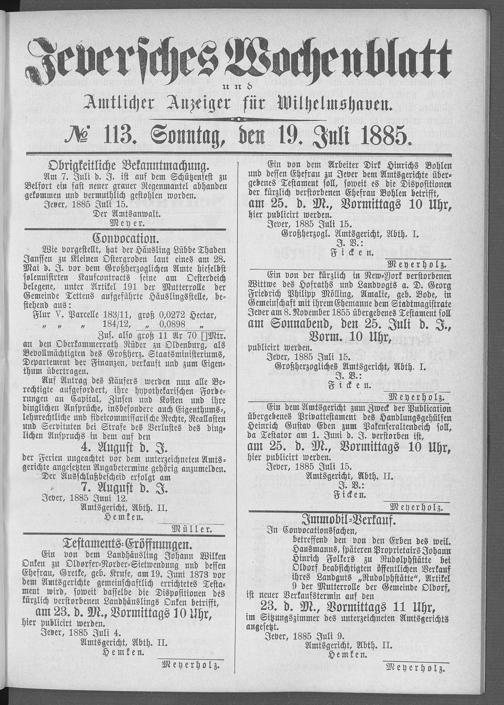 Jeversches Wochenblatt
und
Amtlicher Anzeiger für Wilhelmshaven.
№ 113. Sonntag, den 19. Juli 1885.
Obrigkeitliche Bekanntmachung.
Am 7. Juli d. J. ist auf dem Schützenfest zu
Belfort ein fast neuer grauer Regenmantel abhanden
gekommen und vermuthlich gestohlen worden.
Jever, 1885 Juli 15.
Der Amtsanwalt.
Meyer.
Convocation.
Wie vorgestellt, hat der Häusling Lübbe Thaden
Janssen zu Kleinen Ostergroden laut eines am 28.
Mai d. J. vor dem Großherzoglichen Amte hieselbst
solennisirten Kaufcontracts seine am Oesterdeich
belegene, unter Artikel 191 der Mutterrolle der
Gemeinde Tettens aufgeführte Häuslingsstelle, be-
stehend aus:
Flur V. Parcelle 183/11, groß 0,0272 Hectar,
„ „ „ 184/12, „ 0,0898 „
Zus. also groß 11 Ar 70 □Mtr.
an den Oberkammerrath Rüder zu Oldenburg, als
Bevollmächtigten des Großherz. Staatsministeriums,
Departement der Finanzen, verkauft und zum Eigen-
thum übertragen.
Auf Antrag des Käufers werden nun alle Be-
rechtigte aufgefordert, ihre hypothekarischen Forde-
rungen an Capital, Zinsen und Kosten und ihre
dinglichen Ansprüche, insbesondere auch Eigenthums-,
lehnrechtliche und fideicommissarische Rechte, Reallasten
und Servituten bei Strafe des Verlustes des ding-
lichen Anspruchs in dem auf den
4. August d. J.
der Ferien ungeachtet vor dem unterzeichneten Amts-
gerichte angesetzten Angabetermine gehörig anzumelden.
Der Ausschlußbescheid erfolgt am
7. August d. J.
Jever, 1885 Juni 12.
Amtsgericht, Abth. II.
Hemken.
Müller.
Testaments-Eröffnungen.
Ein von dem Landhäusling Johann Wilken
Onken zu Oldorfer-Norder-Sietwendung und dessen
Ehefrau, Gretke, geb. Kruse, am 19. Juni 1873 vor
dem Amtsgerichte gemeinschaftlich errichtetes Testa-
ment wird, soweit dasselbe die Dispositionen des
kürzlich verstorbenen Landhäuslings Onken betrifft,
am 23. d. M., Vormittags 10 Uhr,
hier publicirt werden.
Jever, 1885 Juli 4.
Amtsgericht, Abth. II.
Hemken.
Meyerholz.
Ein von dem Arbeiter Dirk Hinrichs Bohlen
und dessen Ehefrau zu Jever dem Amtsgerichte über-
gebenes Testament soll, soweit es die Dispositionen
der kürzlich verstorbenen Ehefrau Bohlen betrifft,
am 25. d. M., Vormittags 10 Uhr,
hier publicirt werden.
Jever, 1885 Juli 15.
Großherzogl. Amtsgericht, Abth. I.
J. V.:
Ficken.
Meyerholz.
Ein von der kürzlich in New-York verstorbenen
Wittwe des Hofraths und Landvogts a. D. Georg
Friedrich Philipp Mölling, Amalie, geb. Bohe, in
Gemeinschaft mit ihrem Ehemanne dem Stadtmagistrate
Jever am 8. November 1855 übergebenes Testament soll
am Sonnabend, den 25. Juli d. J.,
Vorm. 10 Uhr,
publicirt werden.
Jever, 1885 Juli 15.
Großherzogliches Amtsgericht, Abth. I.
J. V.:
Ficken.
Meyerholz.
Ein dem Amtsgericht zum Zweck der Publication
übergebenes Privattestament des Handlungsgehülfen
Heinrich Gustav Eden zum Pakenseraltendeich soll,
da Testator am 1. Juni d. J. verstorben ist,
am 25. d. M., Vormittags 10 Uhr,
hier publicirt werden.
Jever, 1885 Juli 15.
Amtsgericht, Abth. II.
J. V.:
Ficken.
Meyerholz.
Immobil-Verkauf.
In Convocationsachen,
betreffend den von den Erben des weil.
Hausmanns, späteren Proprietairs Johann
Hinrich Folkers zu Rudolphstätte bei
Oldorf beabsichtigten öffentlichen Verkauf
ihres Landguts „Rudolphstätte“, Artikel
9 der Mutterrolle der Gemeinde Oldorf,
ist neuer Verkaufstermin auf den
23. d. M., Vormittags 11 Uhr,
im Sitzungszimmer des unterzeichneten Amtsgerichts
angesetzt.
Jever, 1885 Juli 9.
Amtsgericht, Abth. II.
Hemken.
Meyerholz.